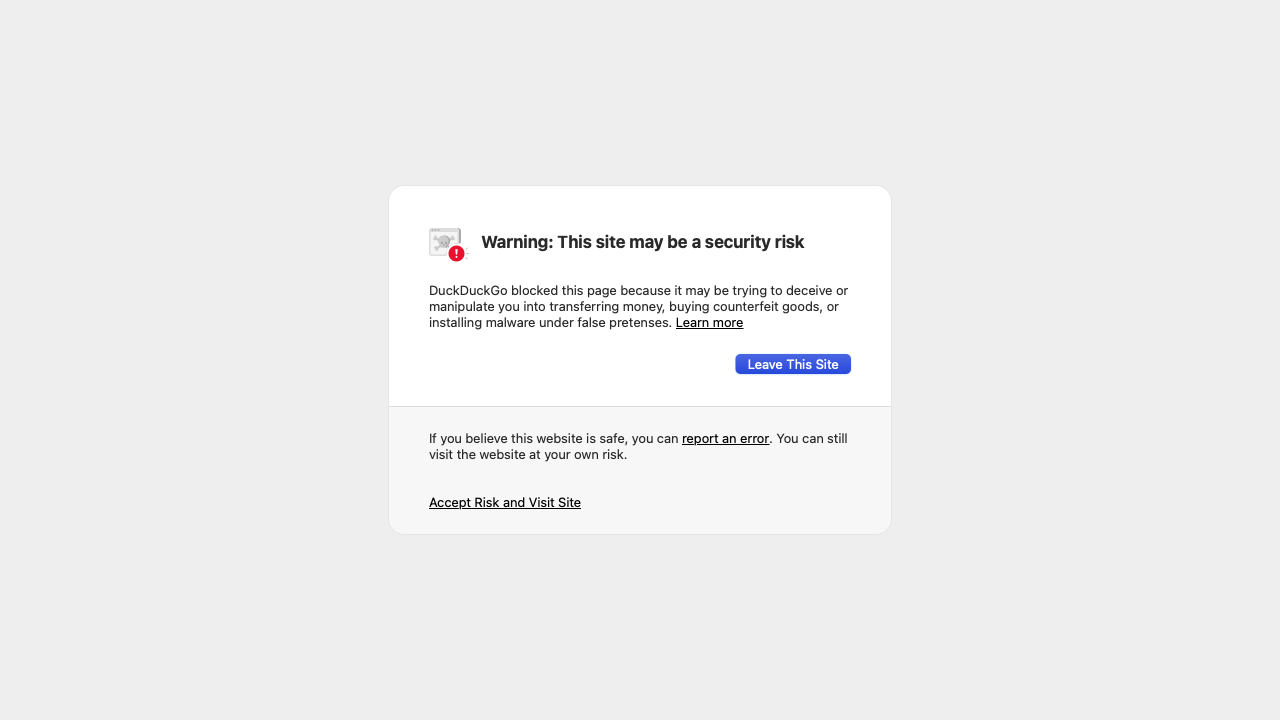 Warning: This site may be a security risk
DuckDuckGo blocked this page because it may be trying to deceive or
manipulate you into transferring money, buying counterfeit goods, or
installing malware under false pretenses. Learn more
Leave This Site
If you believe this website is safe, you can report an error. You can still
visit the website at your own risk.
Accept Risk and Visit Site